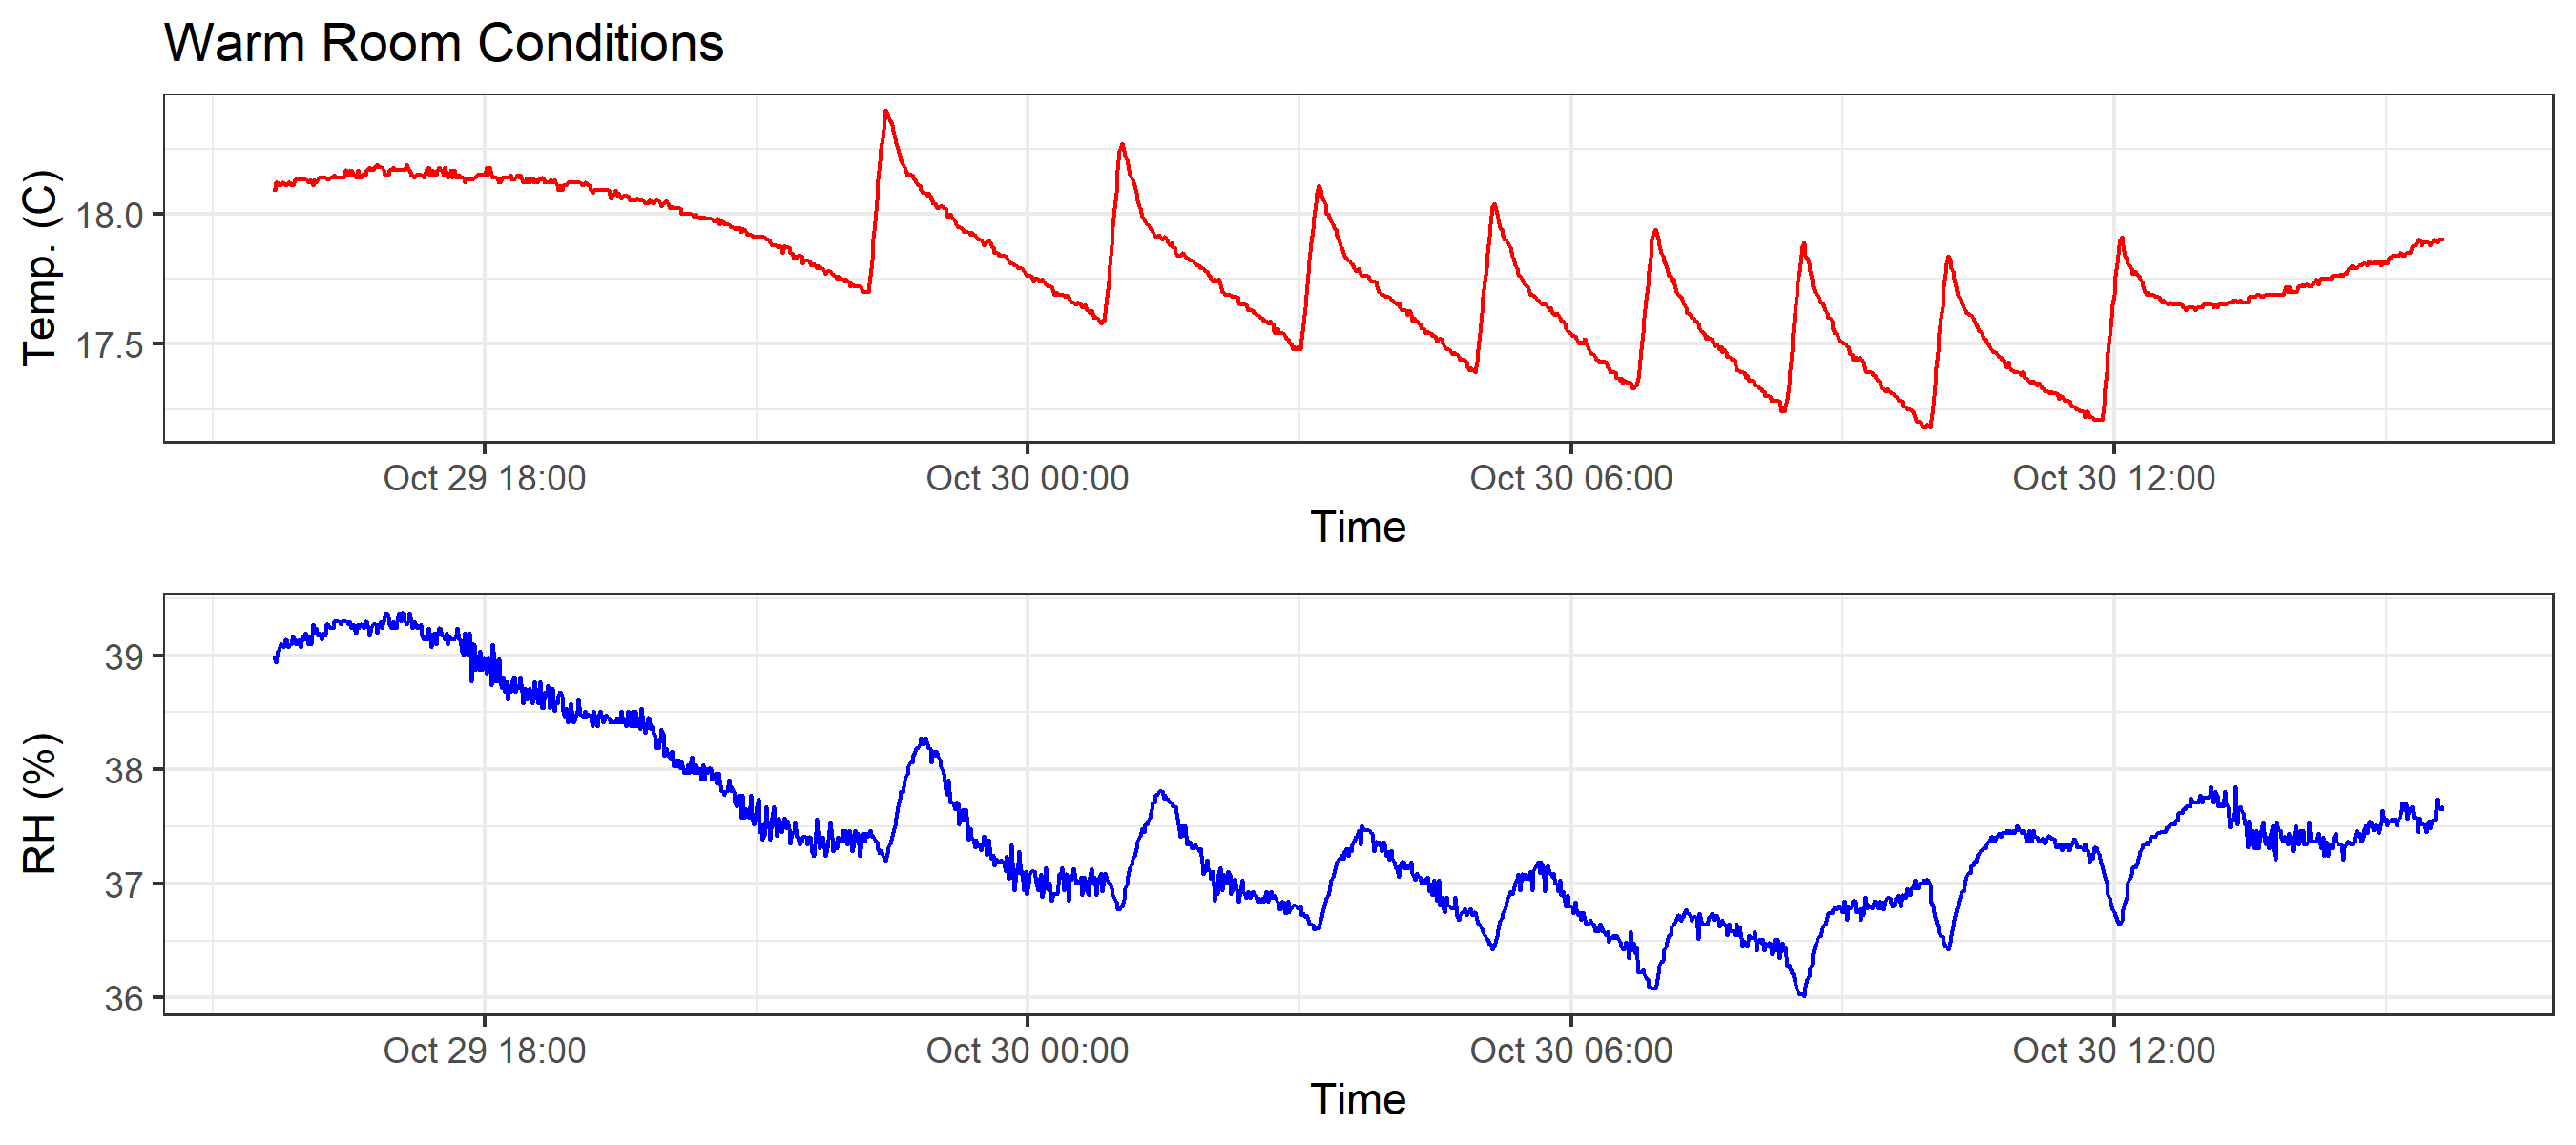 Warm Room Conditions
Temp. (C)
18.0
17.5
Oct 29 18:00 Oct 30 00:00 Oct 30 06:00 Oct 30 12:00
Time
RH (%)
39
38
37
36
Oct 29 18:00 Oct 30 00:00 Oct 30 06:00 Oct 30 12:00
Time